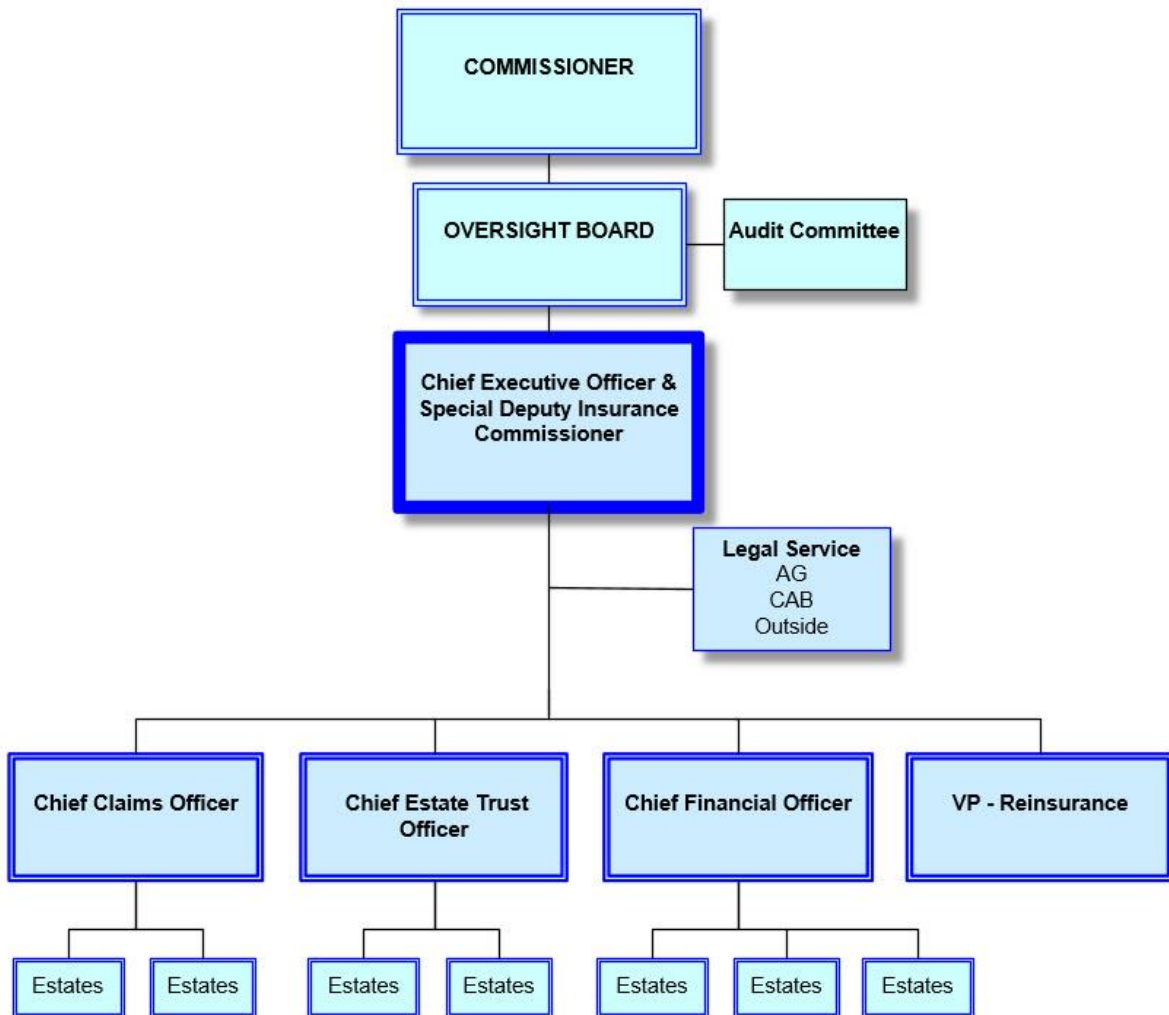 COMMISSIONER
OVERSIGHT BOARD
Audit Committee
Chief Executive Officer &
Special Deputy Insurance
Commissioner
Legal Service
AG
CAB
Outside
Chief Claims Officer
Chief Estate Trust
Officer
Chief Financial Officer
VP - Reinsurance
Estates
Estates
Estates
Estates
Estates
Estates
Estates